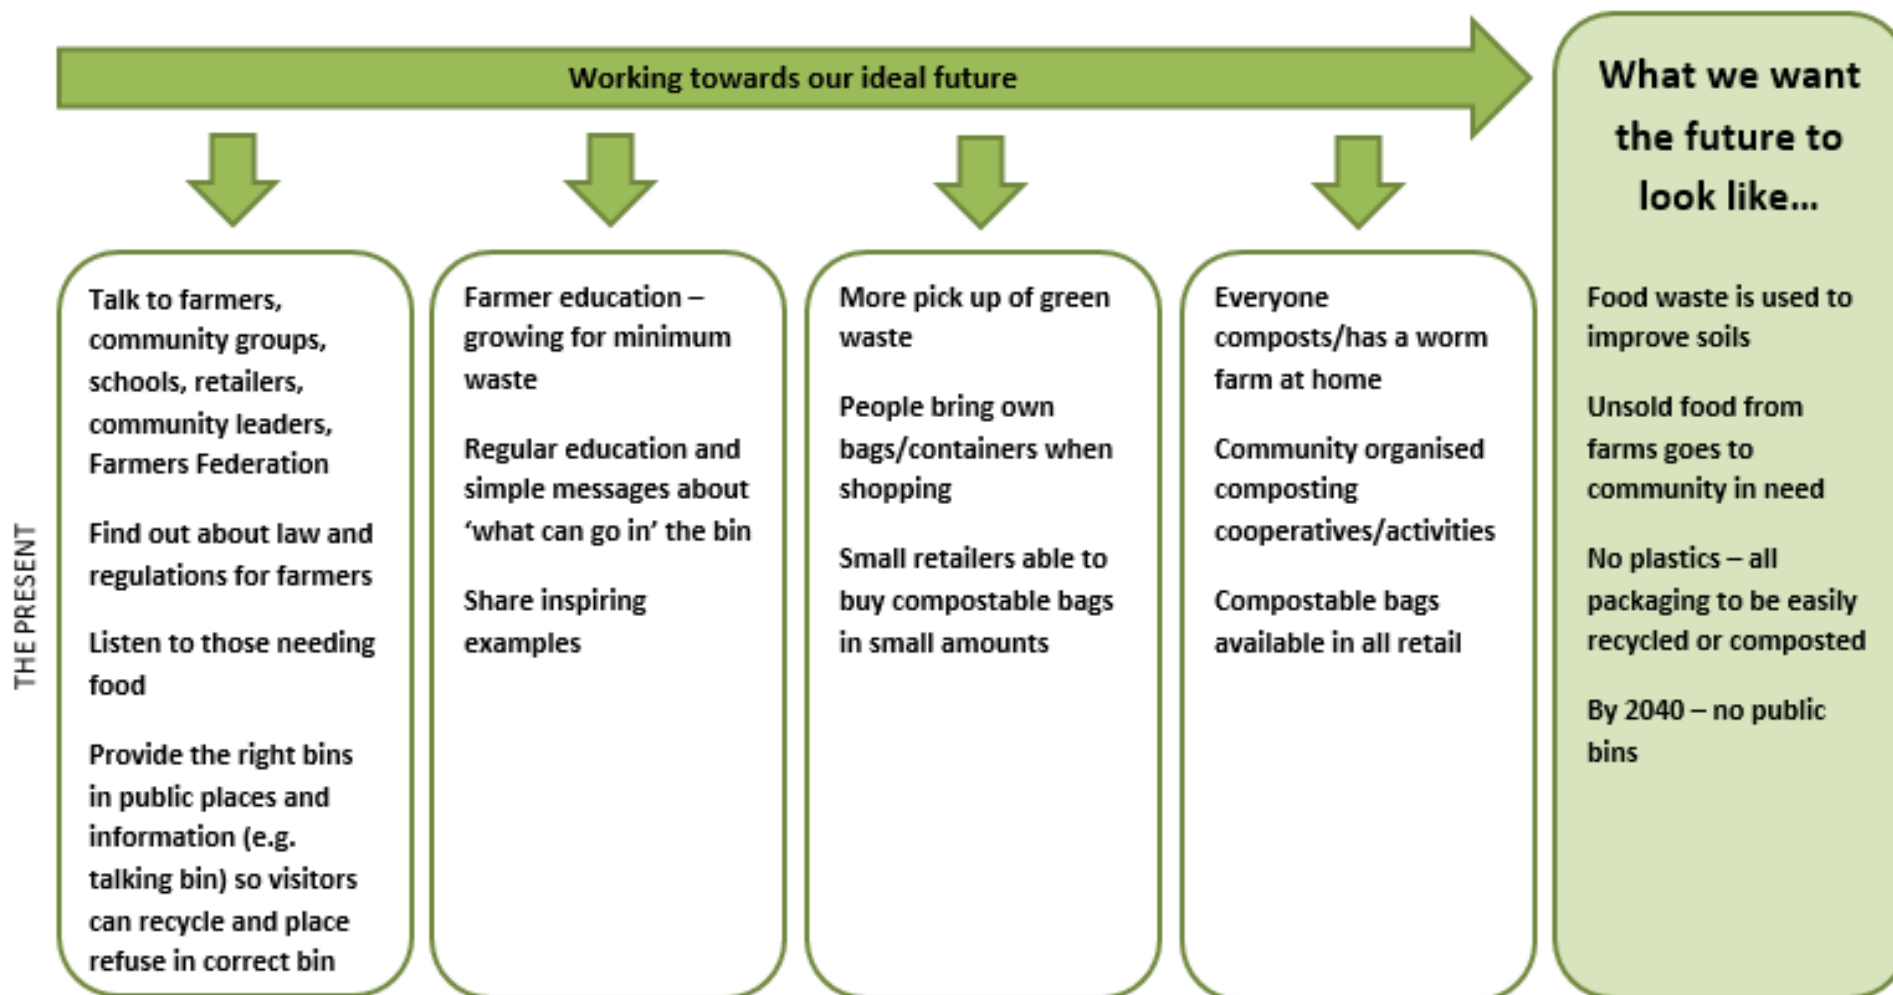 Working towards our ideal future
THE PRESENT
Talk to farmers,
community groups,
schools, retailers,
community leaders,
Farmers Federation
Find out about law and
regulations for farmers
Listen to those needing
food
Provide the right bins
in public places and
information (e.g.
talking bin) so visitors
can recycle and place
refuse in correct bin
Farmer education –
growing for minimum
waste
Regular education and
simple messages about
‘what can go in’ the bin
Share inspiring
examples
More pick up of green
waste
People bring own
bags/containers when
shopping
Small retailers able to
buy compostable bags
in small amounts
Everyone
composts/has a worm
farm at home
Community organised
composting
cooperatives/activities
Compostable bags
available in all retail
What we want
the future to
look like...
Food waste is used to
improve soils
Unsold food from
farms goes to
community in need
No plastics – all
packaging to be easily
recycled or composted
By 2040 – no public
bins